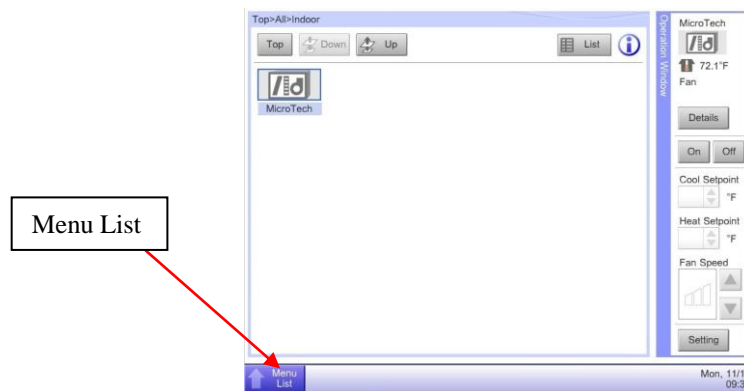 Top>All>Indoor
Top
Down
Up
List
MicroTech
Menu List
Operation Window
MicroTech
72.1°F
Fan
Details
On
Off
Cool Setpoint
°F
Heat Setpoint
°F
Fan Speed
Setting
Menu
List
Mon,